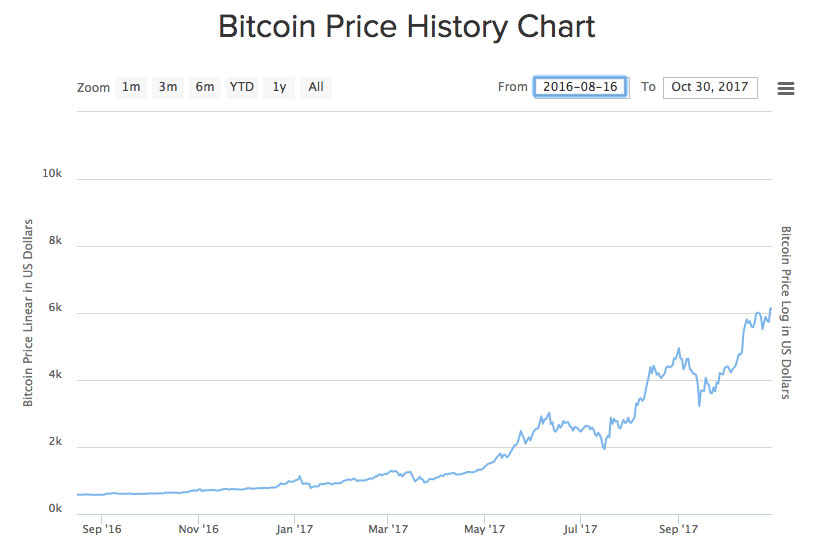 Bitcoin Price History Chart
Zoom 1m 3m 6m YTD 1y All From 2016-08-16 To Oct 30, 2017
Bitcoin Price Linear in US Dollars
10k
8k
6k
4k
2k
0k
Bitcoin Price Log in US Dollars
Sep '16 Nov '16 Jan '17 Mar '17 May '17 Jul '17 Sep '17